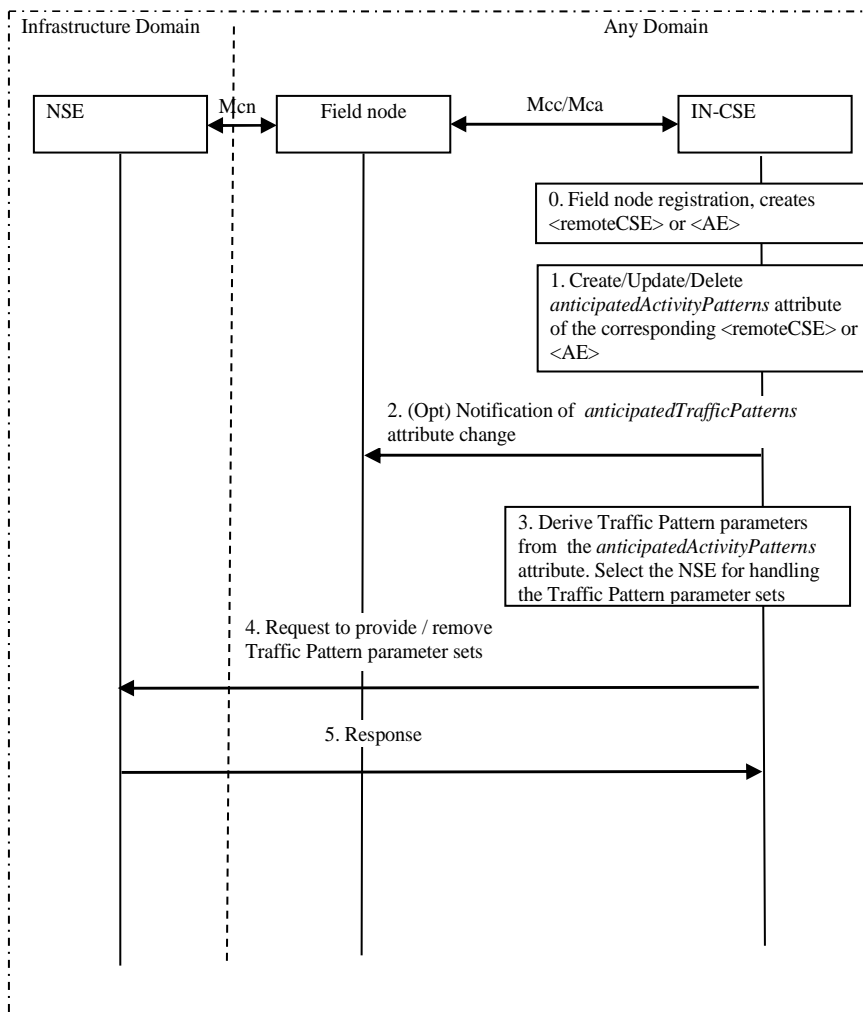 Infrastructure Domain
Any Domain
NSE
Mcn
Field node
Mcc/Mca
IN-CSE
0. Field node registration, creates
<remoteCSE> or <AE>
1. Create/Update/Delete
anticipatedActivityPatterns attribute
of the corresponding <remoteCSE> or
<AE>
2. (Opt) Notification of anticipatedTrafficPatterns
attribute change
3. Derive Traffic Pattern parameters
from the anticipatedActivityPatterns
attribute. Select the NSE for handling
the Traffic Pattern parameter sets
4. Request to provide / remove
Traffic Pattern parameter sets
5. Response